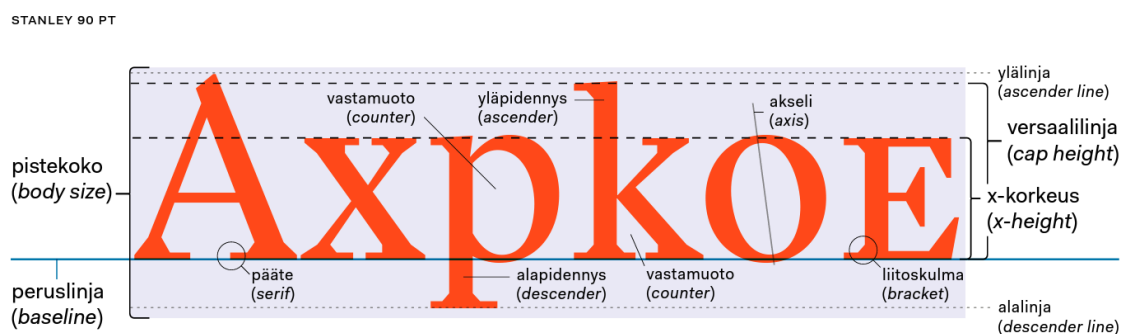 STANLEY 90 PT
ylälinja
(ascender line)
vastamuoto
(counter)
yläpidennys
(ascender)
akseli
(axis)
versaalilinja
(cap height)
pistekoko
(body size)
Axpkoᴇ
x-korkeus
(x-height)
pääte
(serif)
alapidennys
(descender)
vastamuoto
(counter)
liitoskulma
(bracket)
peruslinja
(baseline)
alalinja
(descender line)